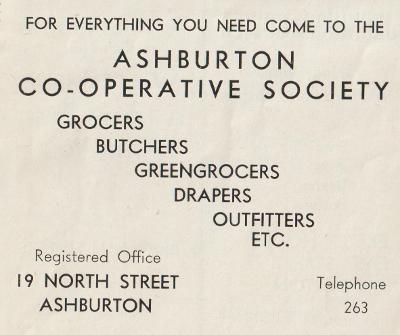 FOR EVERYTHING YOU NEED COME TO THE
ASHBURTON
CO-OPERATIVE SOCIETY
GROCERS
BUTCHERS
GREENGROCERS
DRAPERS
OUTFITTERS
ETC.
Registered Office
19 NORTH STREET
ASHBURTON
Telephone
263